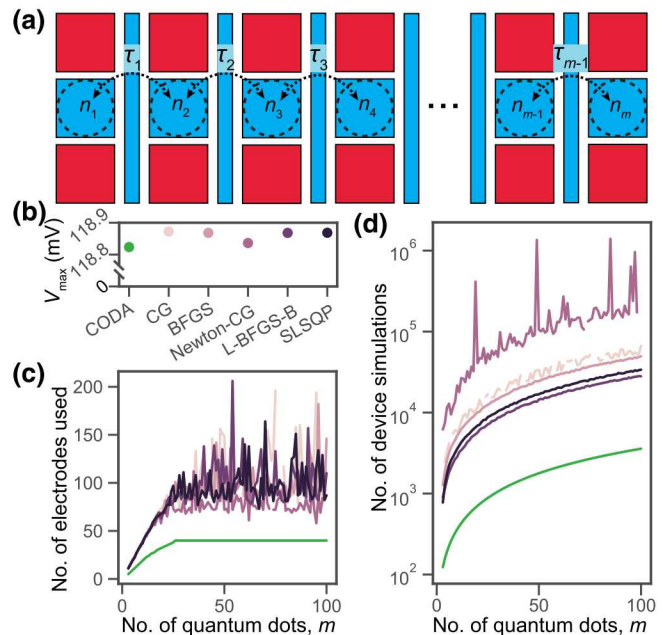 (a)
τ1 τ2 τ3 τm-1
n1 n2 n3 n4 ... nm-1 nm
(b)
118.9
118.8
0
Vmax (mV)
CODA CG BFGS Newton-CG L-BFGS-B SLSQP
(c)
200
150
100
50
0
No. of electrodes used
0 50 100
No. of quantum dots, m
(d)
10^6
10^5
10^4
10^3
10^2
No. of device simulations
0 50 100
No. of quantum dots, m